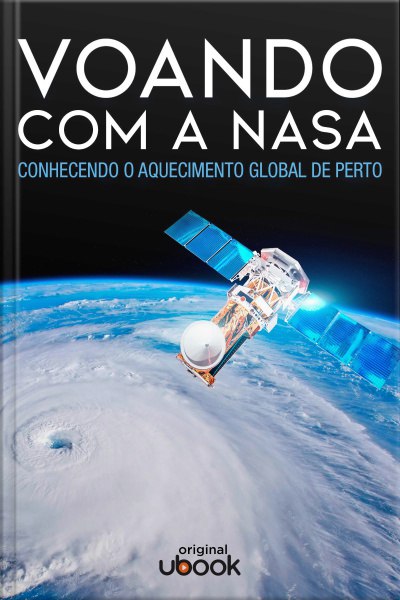 VOANDO
COM A NASA
CONHECENDO O AQUECIMENTO GLOBAL DE PERTO
original
ubook